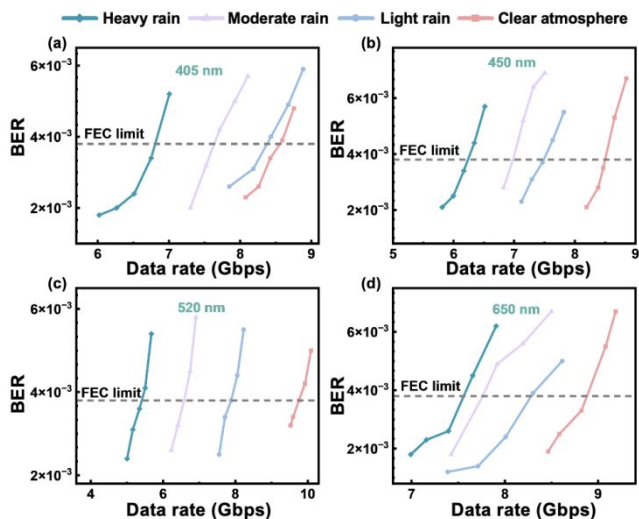 Heavy rain Moderate rain Light rain Clear atmosphere
(a) 405 nm
6×10⁻³
4×10⁻³
2×10⁻³
BER
FEC limit
6 7 8 9
Data rate (Gbps)
(b) 450 nm
6×10⁻³
4×10⁻³
2×10⁻³
BER
FEC limit
5 6 7 8 9
Data rate (Gbps)
(c) 520 nm
6×10⁻³
4×10⁻³
2×10⁻³
BER
FEC limit
4 6 8 10
Data rate (Gbps)
(d) 650 nm
6×10⁻³
4×10⁻³
2×10⁻³
BER
FEC limit
7 8 9
Data rate (Gbps)